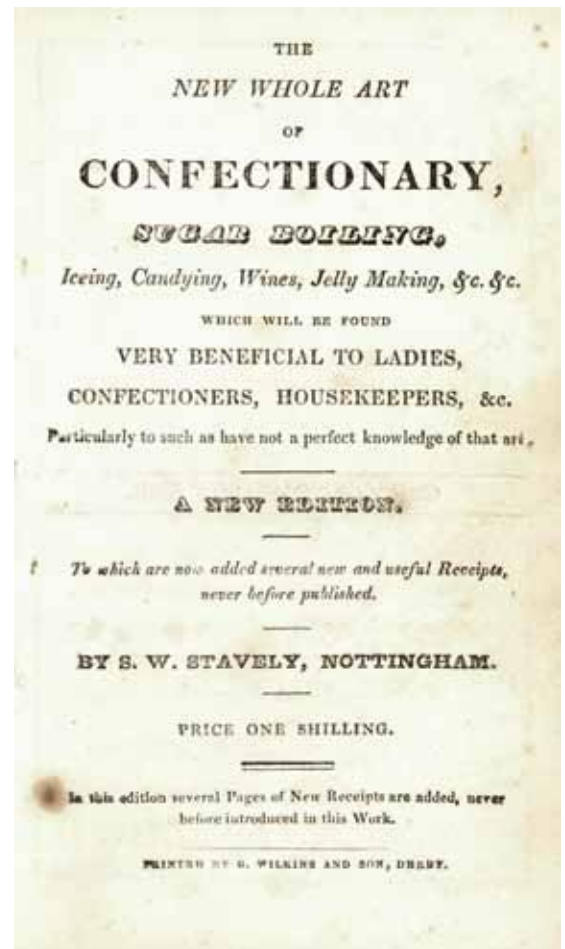 THE
NEW WHOLE ART
OF
CONFECTIONARY,
SUGAR BOILING,
Iceing, Candying, Wines, Jelly Making, &c. &c.
WHICH WILL BE FOUND
VERY BENEFICIAL TO LADIES,
CONFECTIONERS, HOUSEKEEPERS, &c.
Particularly to such as have not a perfect knowledge of that art.
A NEW EDITION.
To which are now added several new and useful Receipts,
never before published.
BY S. W. STAVELY, NOTTINGHAM.
PRICE ONE SHILLING.
In this edition several Pages of New Receipts are added, never
before introduced in this Work.
PRINTED BY G. WILKINS AND SON, DERBY.